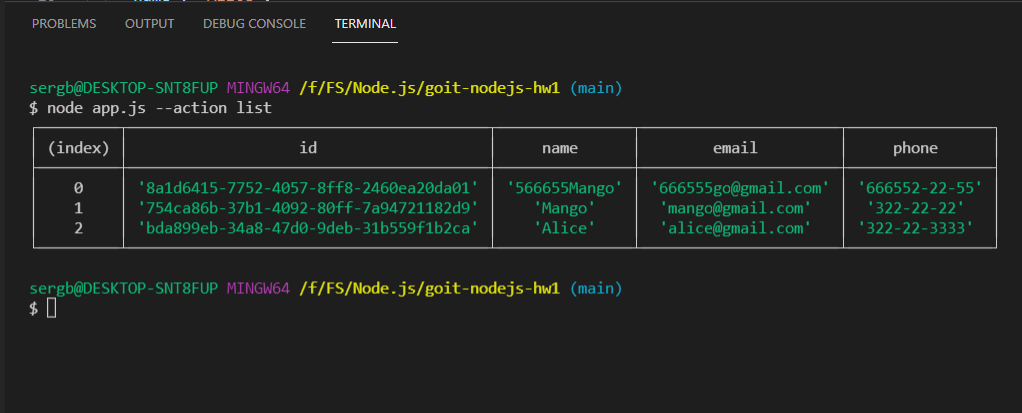 PROBLEMS OUTPUT DEBUG CONSOLE TERMINAL
sergb@DESKTOP-SNT8FUP MINGW64 /f/FS/Node.js/goit-nodejs-hw1 (main)
$ node app.js --action list
(index) id name email phone
0 '8a1d6415-7752-4057-8ff8-2460ea20da01' '566655Mango' '666555go@gmail.com' '666552-22-55'
1 '754ca86b-37b1-4092-80ff-7a94721182d9' 'Mango' 'mango@gmail.com' '322-22-22'
2 'bda899eb-34a8-47d0-9deb-31b559f1b2ca' 'Alice' 'alice@gmail.com' '322-22-3333'
sergb@DESKTOP-SNT8FUP MINGW64 /f/FS/Node.js/goit-nodejs-hw1 (main)
$